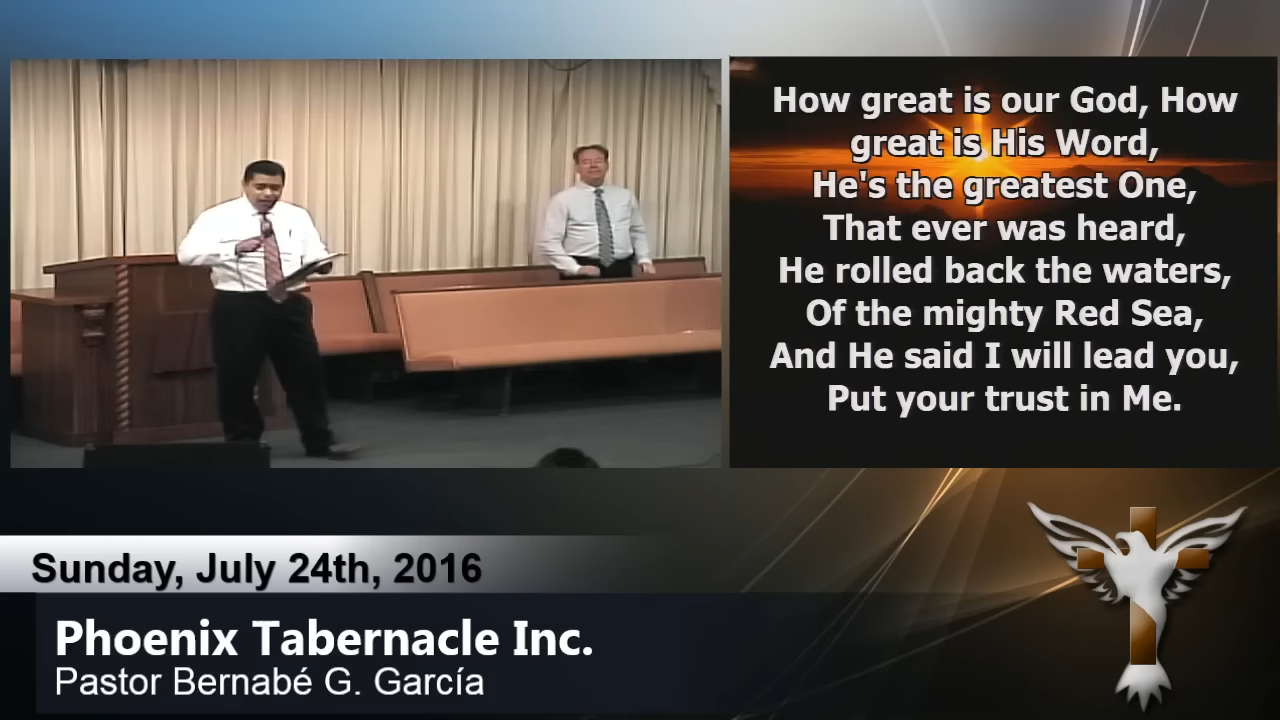 How great is our God, How
great is His Word,
He's the greatest One,
That ever was heard,
He rolled back the waters,
Of the mighty Red Sea,
And He said I will lead you,
Put your trust in Me.
Sunday, July 24th, 2016
Phoenix Tabernacle Inc.
Pastor Bernabé G. García